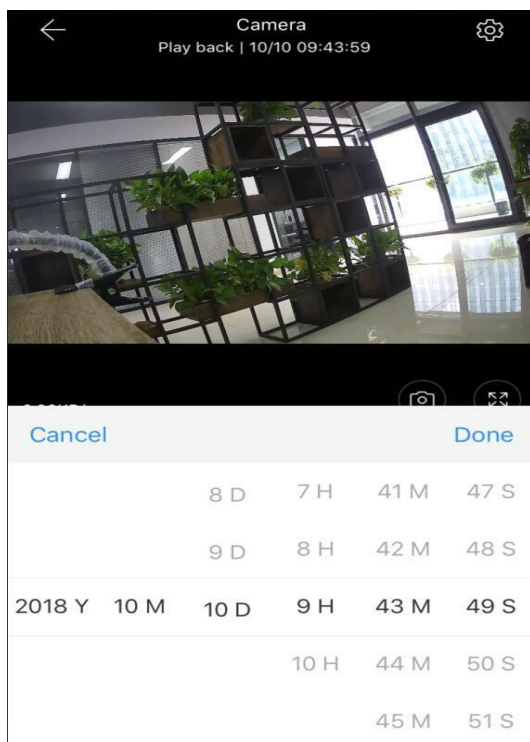 Camera
Play back | 10/10 09:43:59
Cancel Done
8 D 7 H 41 M 47 S
9 D 8 H 42 M 48 S
2018 Y 10 M 10 D 9 H 43 M 49 S
10 H 44 M 50 S
45 M 51 S